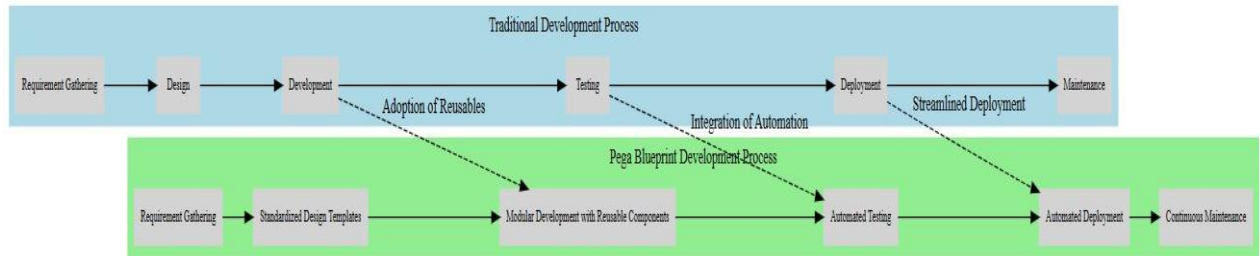 Traditional Development Process
Requirement Gathering
Design
Development
Testing
Deployment
Maintenance
Adoption of Reusables
Integration of Automation
Streamlined Deployment
Pega Blueprint Development Process
Requirement Gathering
Standardized Design Templates
Modular Development with Reusable Components
Automated Testing
Automated Deployment
Continuous Maintenance